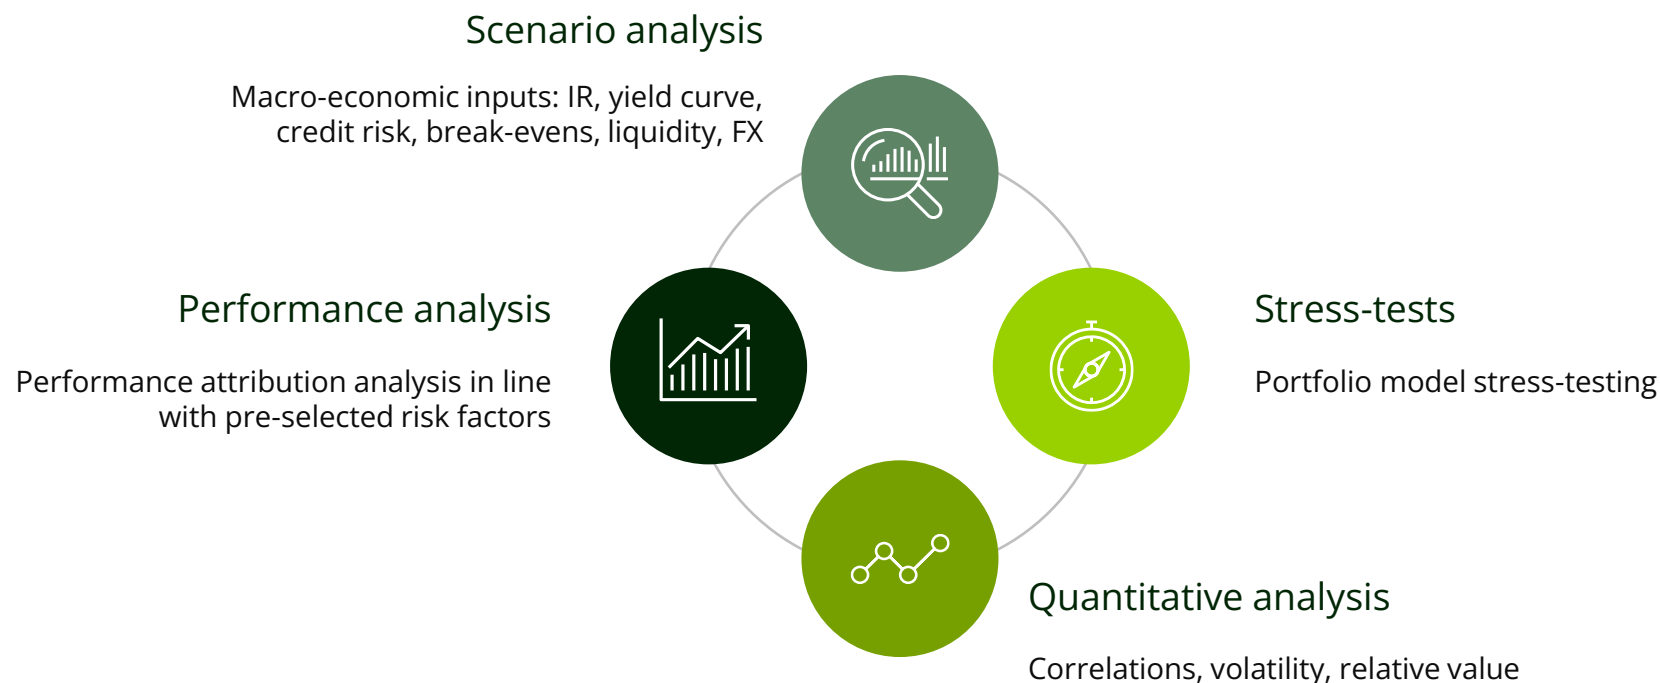 Scenario analysis
Macro-economic inputs: IR, yield curve,
credit risk, break-evens, liquidity, FX
Performance analysis
Performance attribution analysis in line
with pre-selected risk factors
Stress-tests
Portfolio model stress-testing
Quantitative analysis
Correlations, volatility, relative value